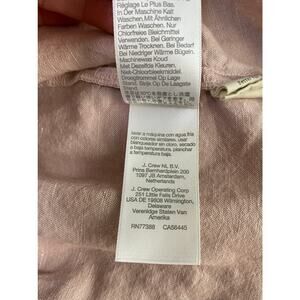 Réglage Le Plus Bas.
In Der Maschine Kalt
Waschen,Mit Ähnlichen
Farben Waschen. Nur
Chlorfreies Bleichmittel
Verwenden. Bei Geringer
Wärme Trocknen. Bei Bedarf
Bei Niedriger Wärme Bügeln.
Machinewas Koud
Met Dezelfde Kleuren.
Niet-Chloorbleekmiddel.
Droogtrommel Op Lage
Stand. Strijk Op De Laagste
Stand.
lavar a máquina con agua fría
con colores similares. usar
blanqueador sin cloro. secado
a baja temperatura, planchar
a temperatura baja.
J. Crew NL B.V.
Prins Bernhardplein 200
1097 JB Amsterdam,
Netherlands
J. Crew Operating Corp
251 Little Falls Drive
USA DE 19808 Wilmington,
Delaware
Verenigde Staten Van
Amerika
RN77388 CA56445